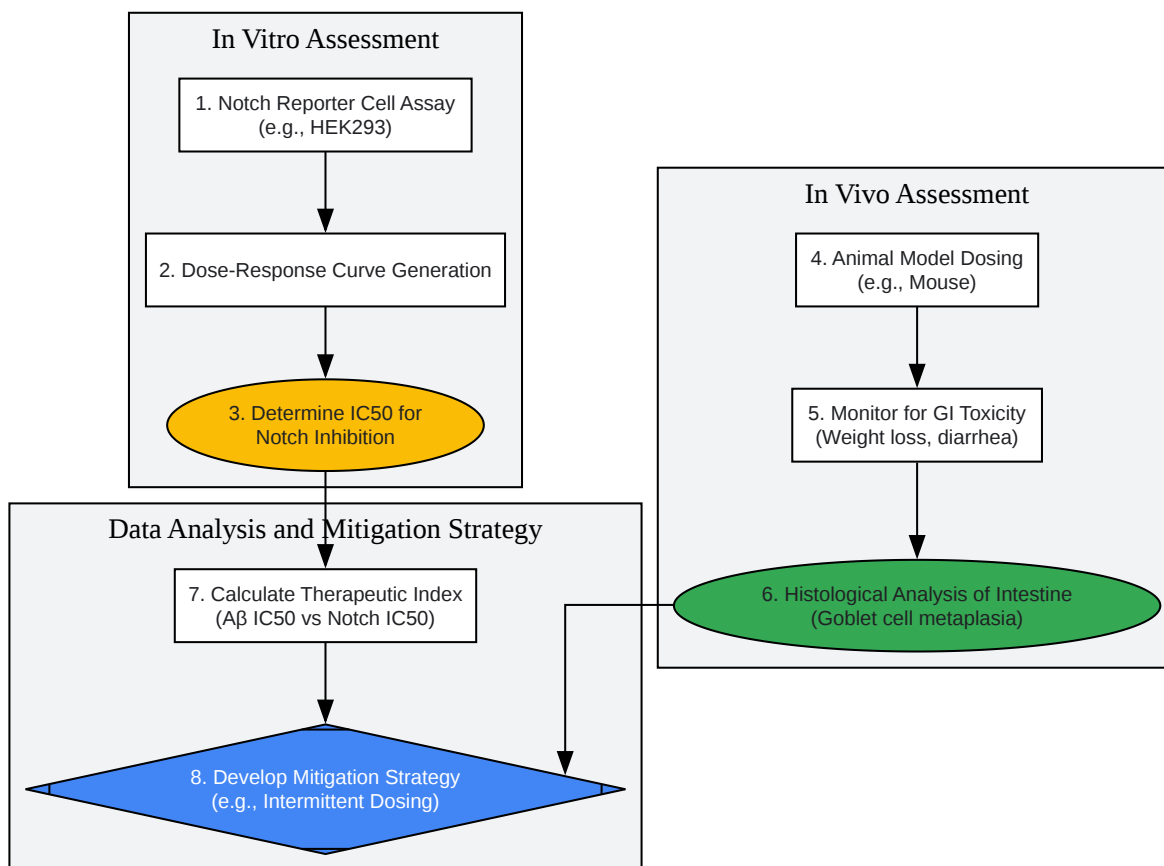 In Vitro Assessment
1. Notch Reporter Cell Assay
(e.g., HEK293)
2. Dose-Response Curve Generation
3. Determine IC50 for
Notch Inhibition
In Vivo Assessment
4. Animal Model Dosing
(e.g., Mouse)
5. Monitor for GI Toxicity
(Weight loss, diarrhea)
6. Histological Analysis of Intestine
(Goblet cell metaplasia)
Data Analysis and Mitigation Strategy
7. Calculate Therapeutic Index
(Aβ IC50 vs Notch IC50)
8. Develop Mitigation Strategy
(e.g., Intermittent Dosing)